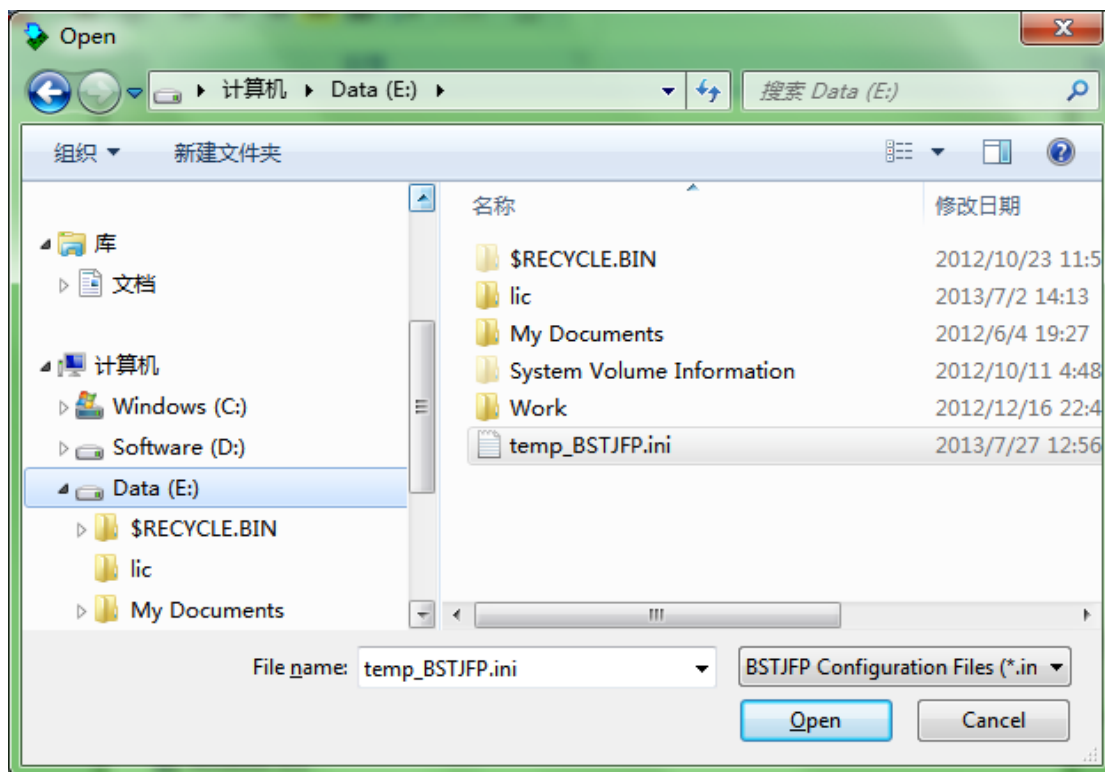 Open
计算机 Data (E:) 搜索 Data (E:)
组织 新建文件夹
名称 修改日期
库
文档
计算机
Windows (C:)
Software (D:)
Data (E:)
$RECYCLE.BIN
lic
My Documents
$RECYCLE.BIN 2012/10/23 11:5
lic 2013/7/2 14:13
My Documents 2012/6/4 19:27
System Volume Information 2012/10/11 4:48
Work 2012/12/16 22:4
temp_BSTJFP.ini 2013/7/27 12:56
File name: temp_BSTJFP.ini BSTJFP Configuration Files (*.in
Open Cancel